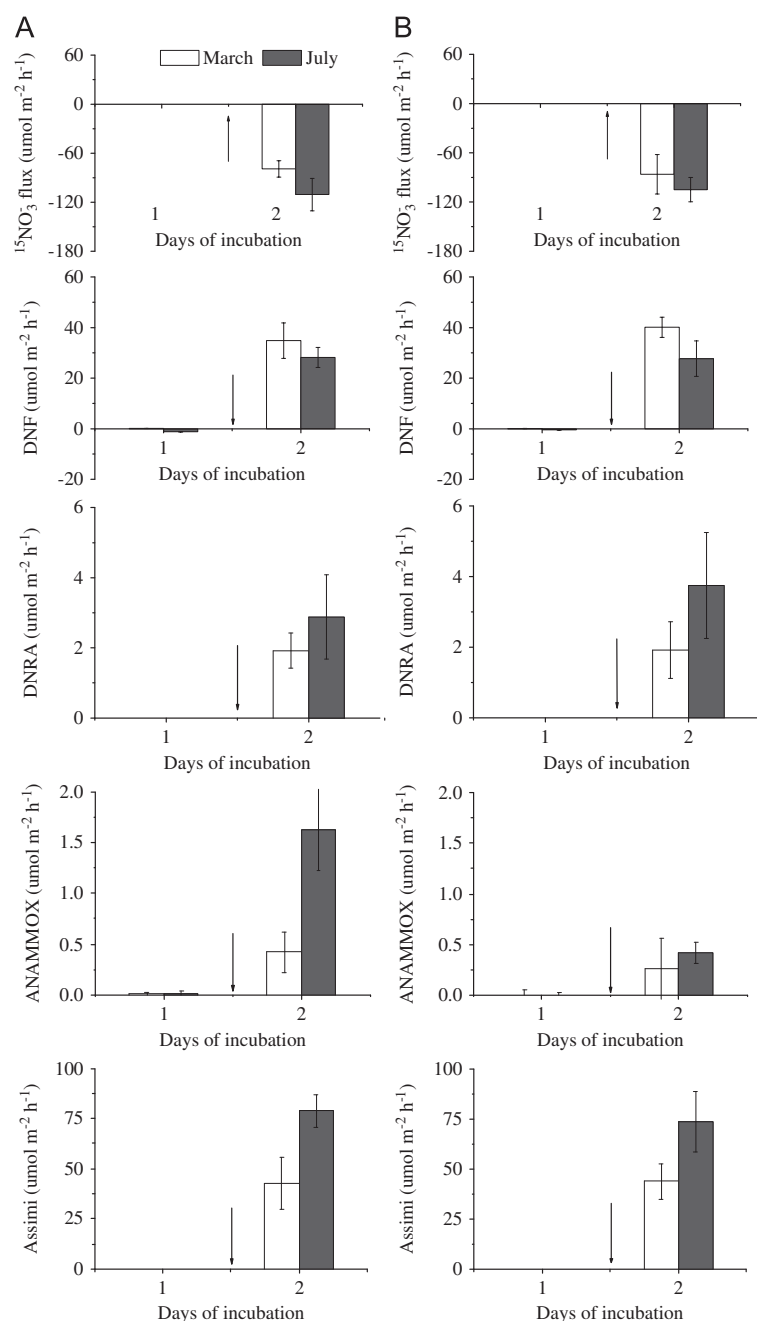 A
B
March July
60
0
-60
-120
-180
¹⁵NO₃⁻ flux (umol m⁻² h⁻¹)
1 2
Days of incubation
60
0
-60
-120
-180
¹⁵NO₃⁻ flux (umol m⁻² h⁻¹)
1 2
Days of incubation
60
40
20
0
-20
DNF (umol m⁻² h⁻¹)
1 2
Days of incubation
60
40
20
0
-20
DNF (umol m⁻² h⁻¹)
1 2
Days of incubation
6
4
2
0
DNRA (umol m⁻² h⁻¹)
1 2
Days of incubation
6
4
2
0
DNRA (umol m⁻² h⁻¹)
1 2
Days of incubation
2.0
1.5
1.0
0.5
0.0
ANAMMOX (umol m⁻² h⁻¹)
1 2
Days of incubation
2.0
1.5
1.0
0.5
0.0
ANAMMOX (umol m⁻² h⁻¹)
1 2
Days of incubation
100
75
50
25
0
Assimi (umol m⁻² h⁻¹)
1 2
Days of incubation
100
75
50
25
0
Assimi (umol m⁻² h⁻¹)
1 2
Days of incubation